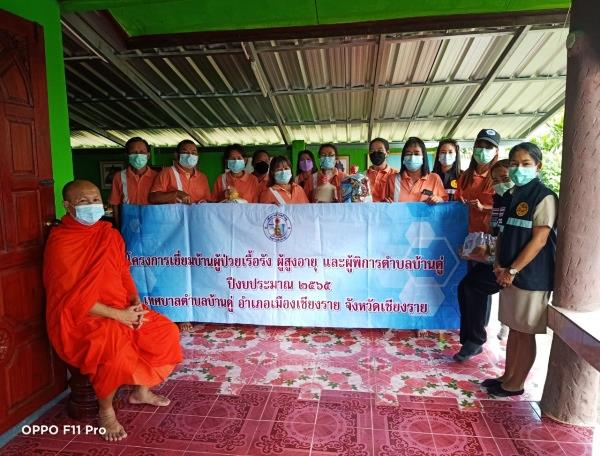 โครงการเยี่ยมบ้านผู้ป่วยเรื้อรัง ผู้สูงอายุ และผู้พิการตำบลบ้านดู่
ปีงบประมาณ ๒๕๖๕
เทศบาลตำบลบ้านดู่ อำเภอเมืองเชียงราย จังหวัดเชียงราย
OPPO F11 Pro